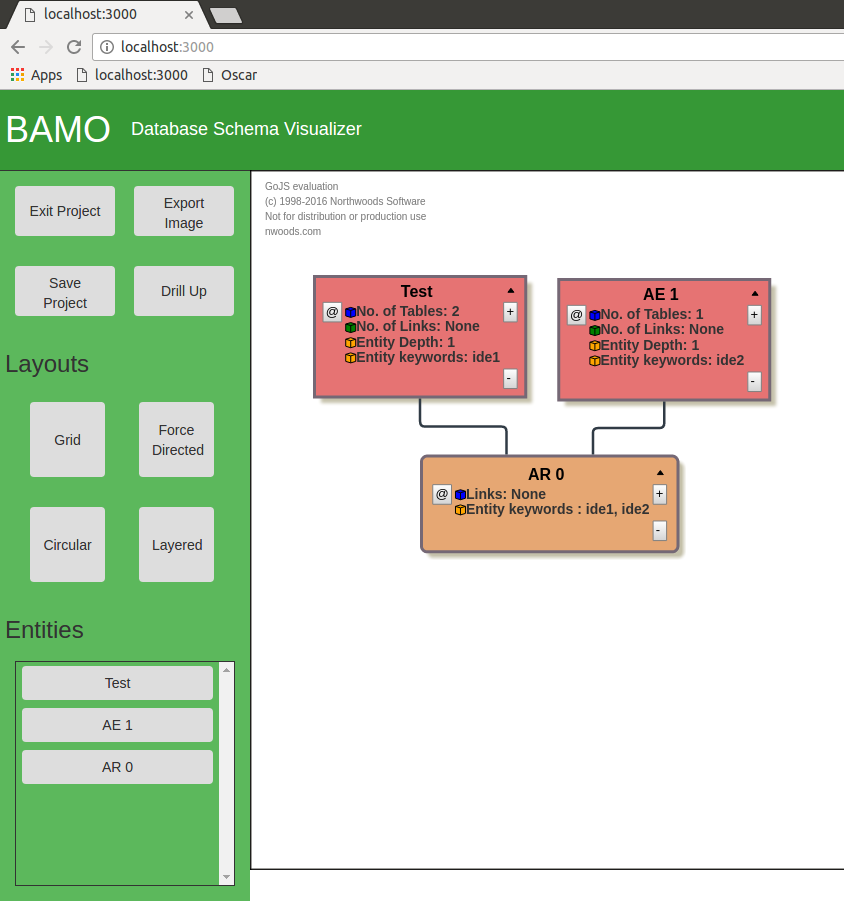 localhost:3000
localhost:3000
Apps localhost:3000 Oscar
BAMO Database Schema Visualizer
Exit Project
Export
Image
Save
Project
Drill Up
Layouts
Grid
Force
Directed
Circular
Layered
Entities
Test
AE 1
AR 0
GoJS evaluation
(c) 1998-2016 Northwoods Software
Not for distribution or production use
nwoods.com
Test
@ No. of Tables: 2 +
No. of Links: None
Entity Depth: 1
Entity keywords: ide1
-
AE 1
@ No. of Tables: 1 +
No. of Links: None
Entity Depth: 1
Entity keywords: ide2
-
AR 0
@ Links: None +
Entity keywords : ide1, ide2
-